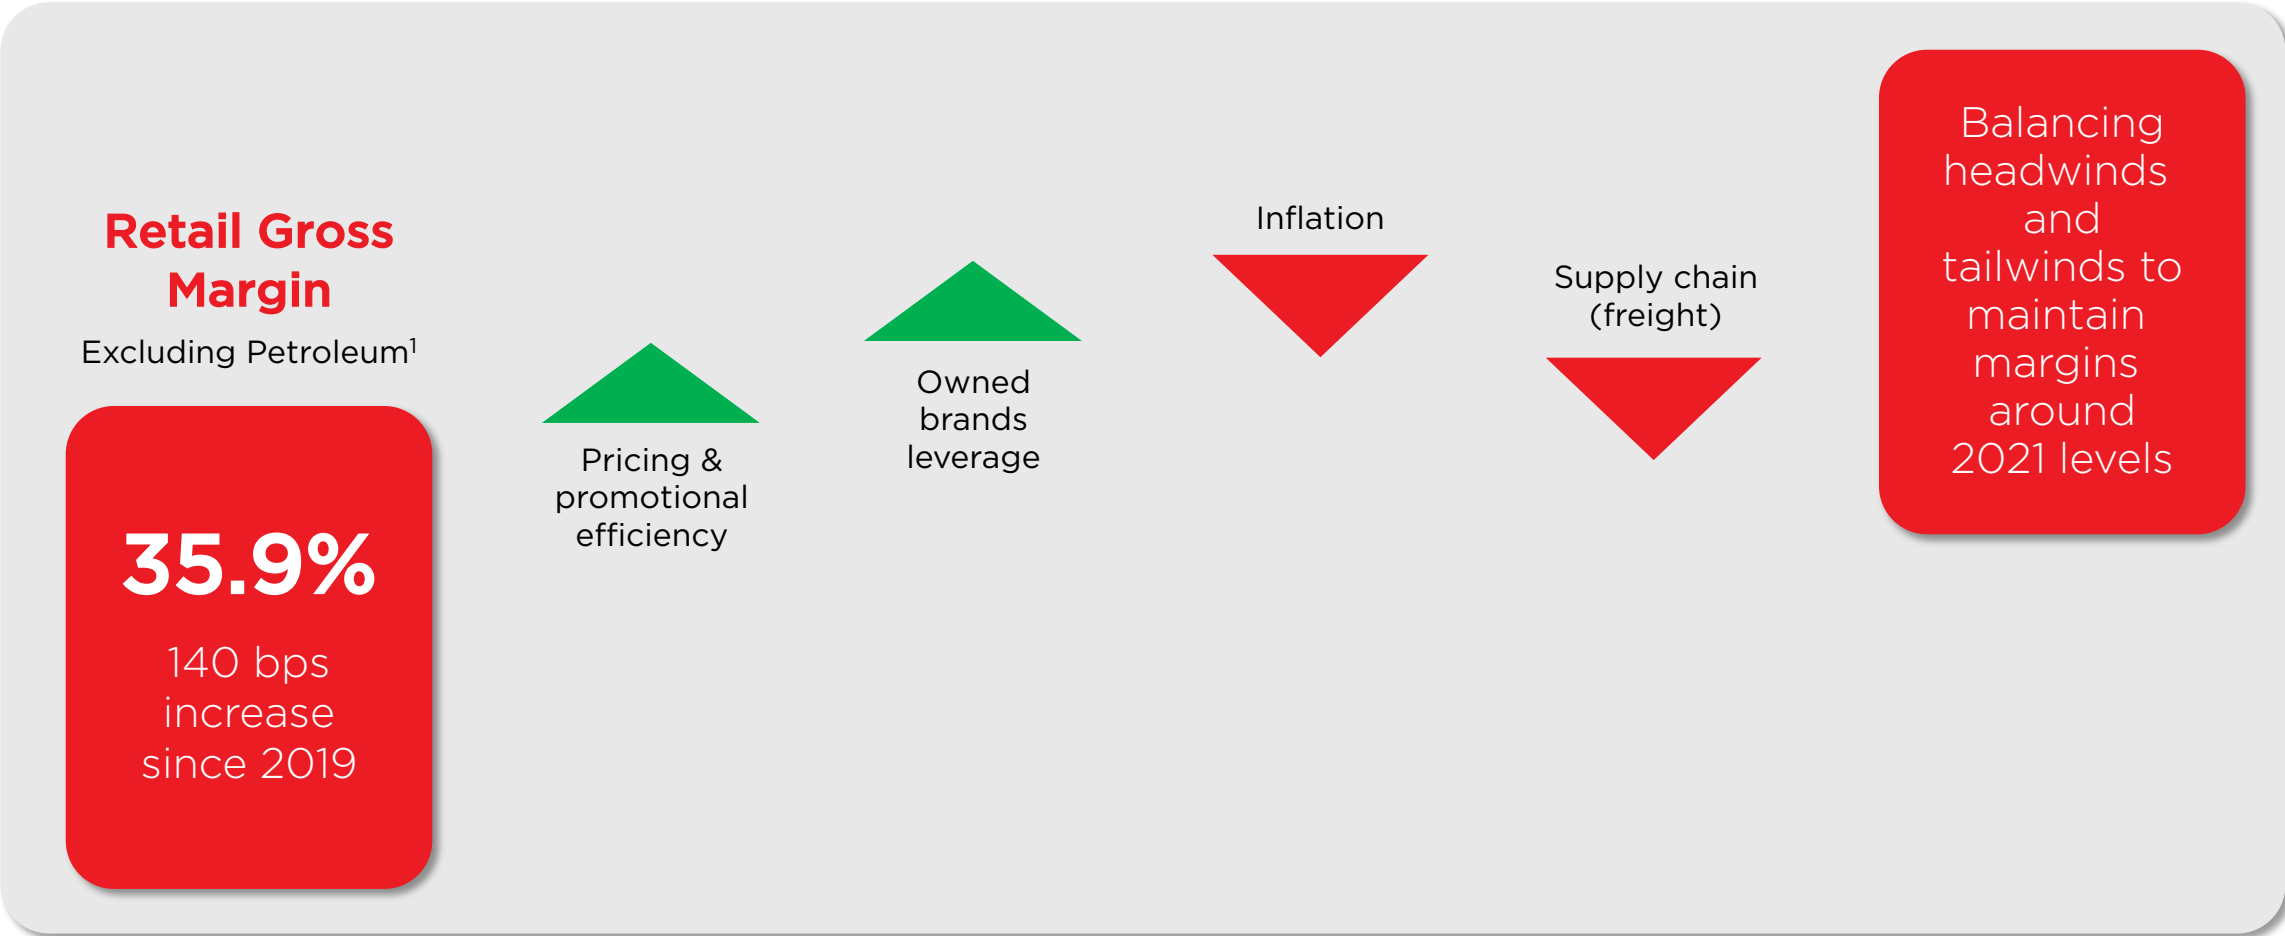 Retail Gross
Margin
Excluding Petroleum¹
35.9%
140 bps
increase
since 2019
Pricing &
promotional
efficiency
Owned
brands
leverage
Inflation
Supply chain
(freight)
Balancing
headwinds
and
tailwinds to
maintain
margins
around
2021 levels